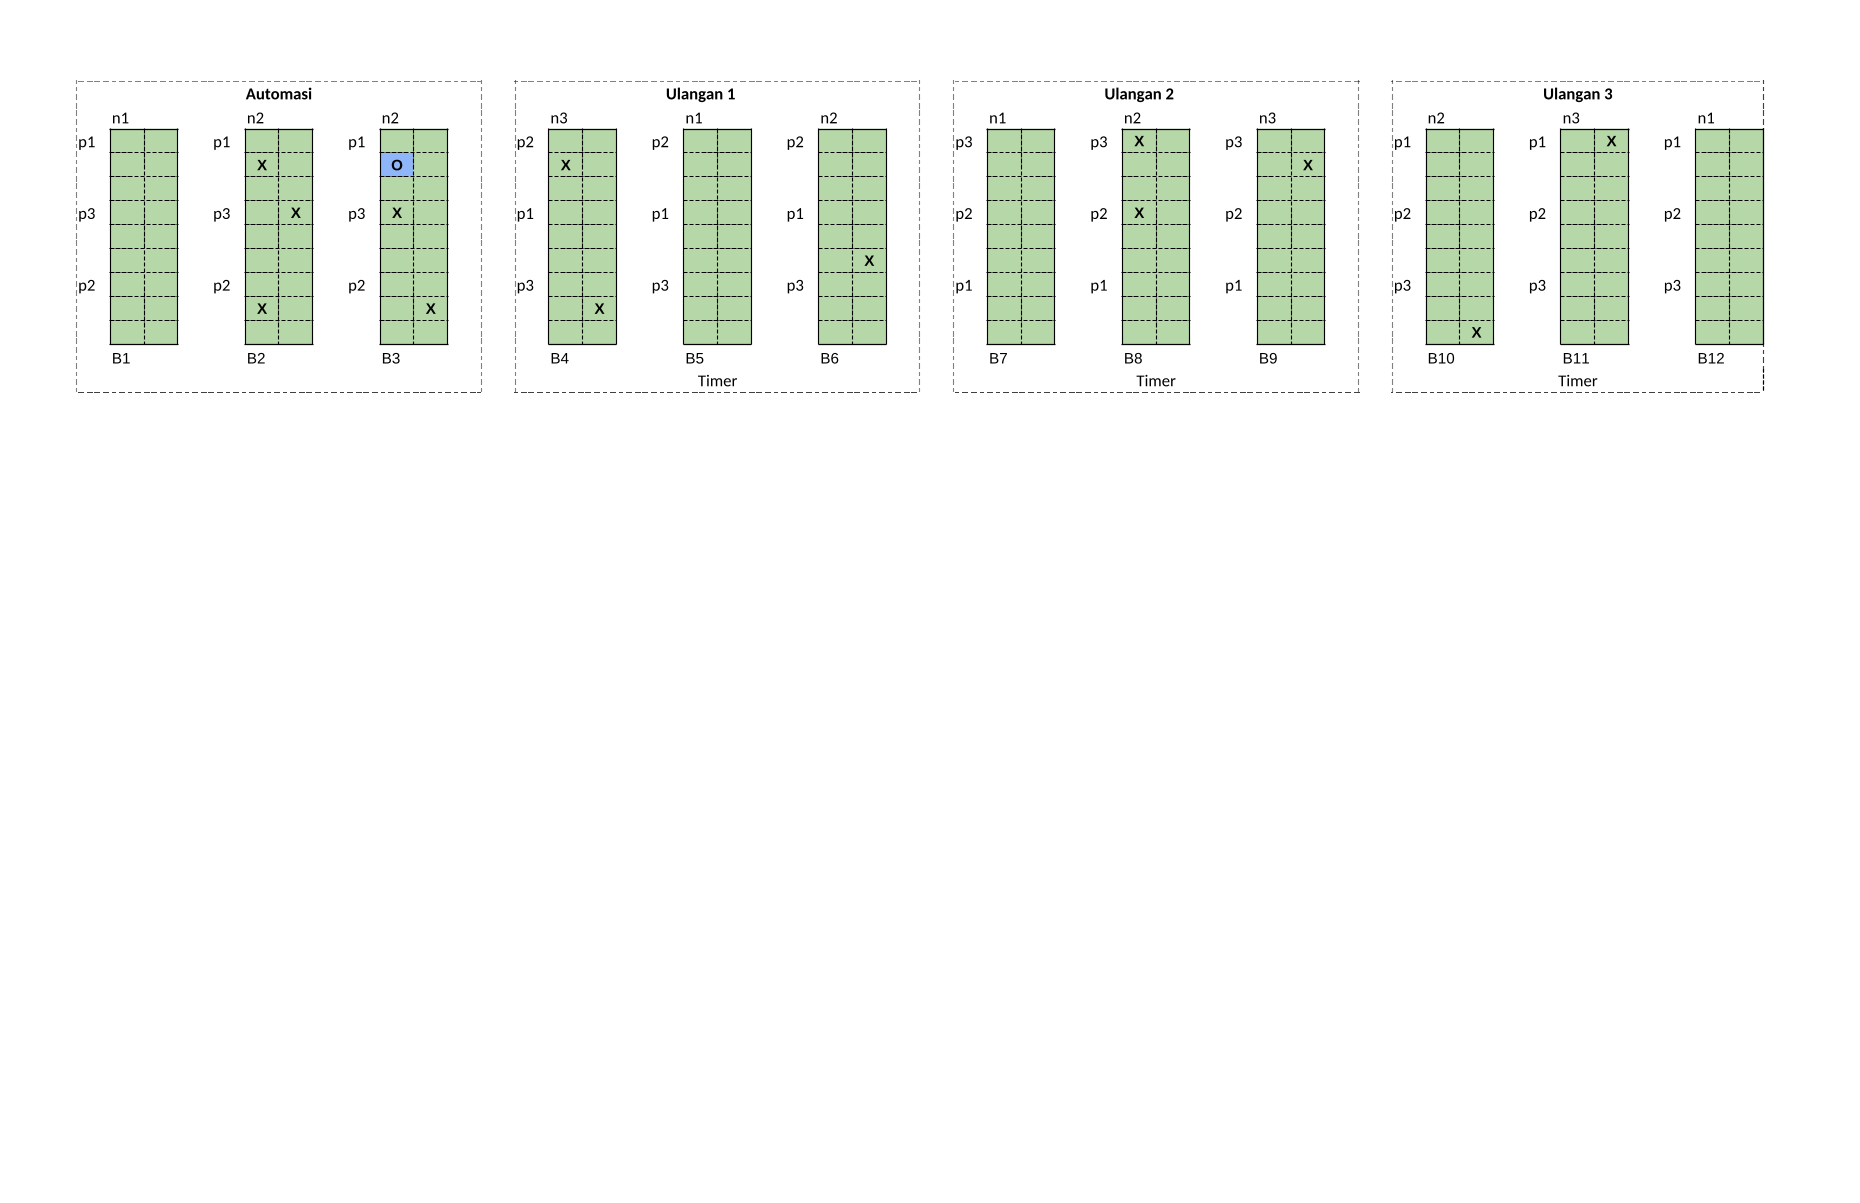 Automasi Ulangan 1 Ulangan 2 Ulangan 3
n1 n2 n2 n3 n1 n2 n1 n2 n3 n2 n3 n1
p1 p1 p1 p2 p2 p2 p3 p3 X p3 p1 p1 X p1
X O X X
p3 p3 X p3 X p1 p1 p1 p2 p2 X p2 p2 p2 p2
X
p2 p2 p2 p3 p3 p3 p1 p1 p1 p3 p3 p3
X X X
X
B1 B2 B3 B4 B5 B6 B7 B8 B9 B10 B11 B12
Timer Timer Timer